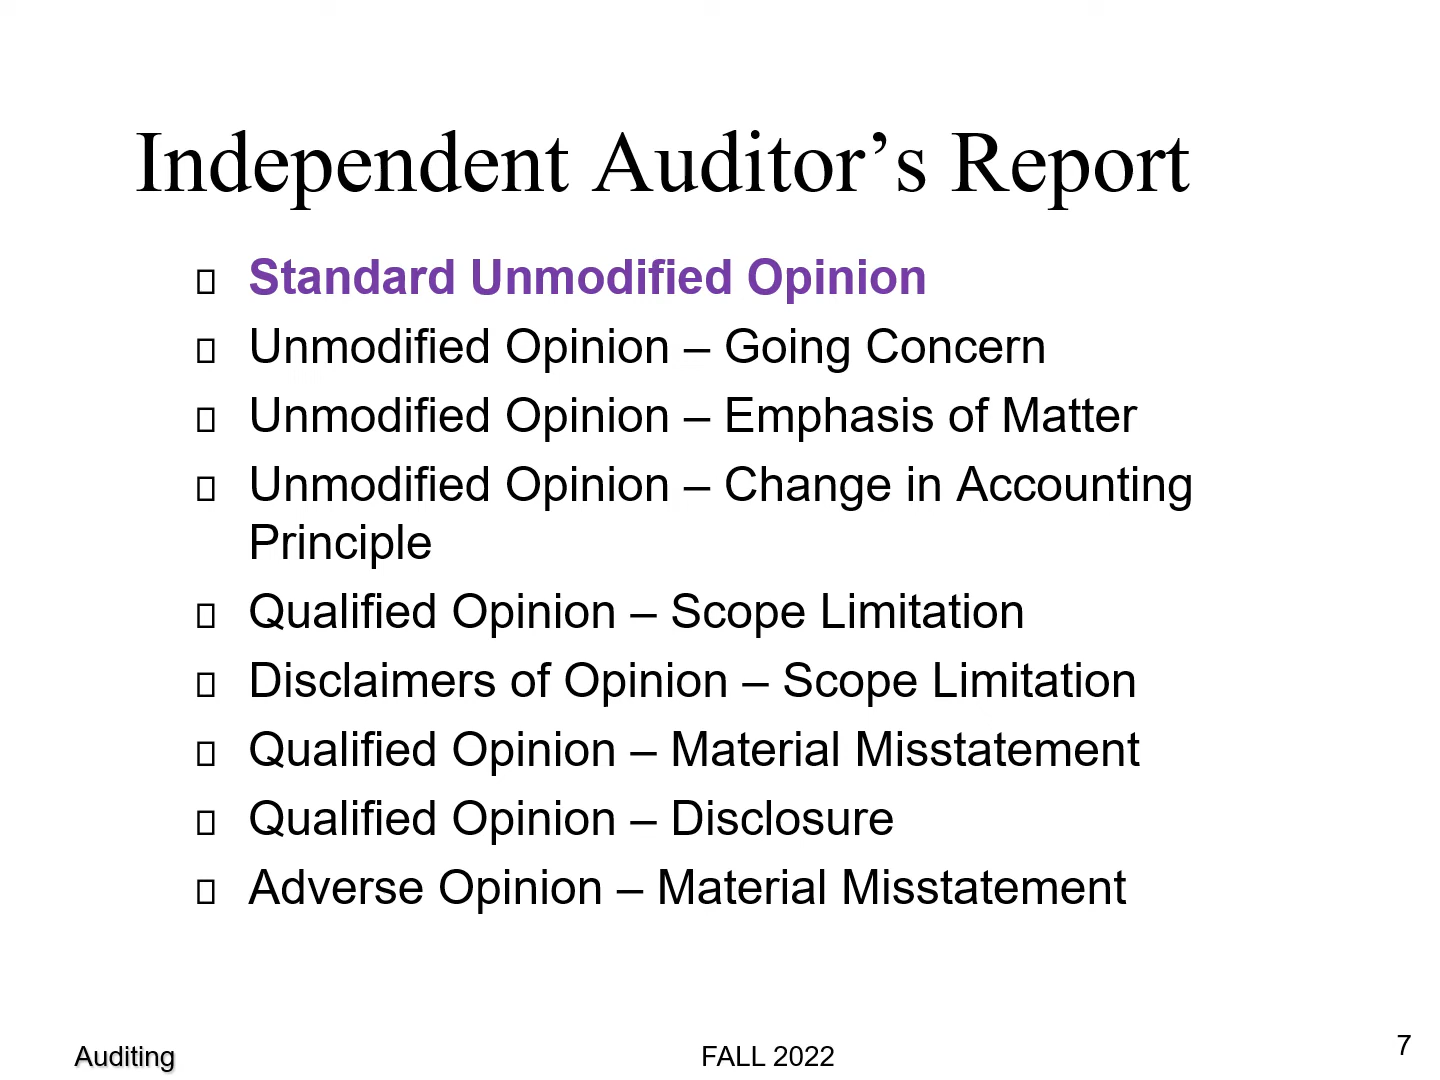 Independent Auditor’s Report
Standard Unmodified Opinion
Unmodified Opinion – Going Concern
Unmodified Opinion – Emphasis of Matter
Unmodified Opinion – Change in Accounting
Principle
Qualified Opinion – Scope Limitation
Disclaimers of Opinion – Scope Limitation
Qualified Opinion – Material Misstatement
Qualified Opinion – Disclosure
Adverse Opinion – Material Misstatement
Auditing
FALL 2022
7